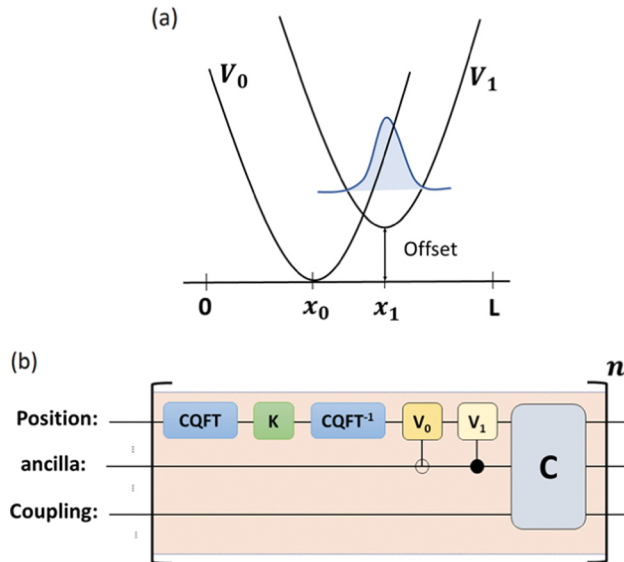 (a)
V₀
V₁
Offset
0
x₀
x₁
L
(b)
n
Position:
CQFT
K
CQFT⁻¹
V₀
V₁
ancilla:
C
Coupling: